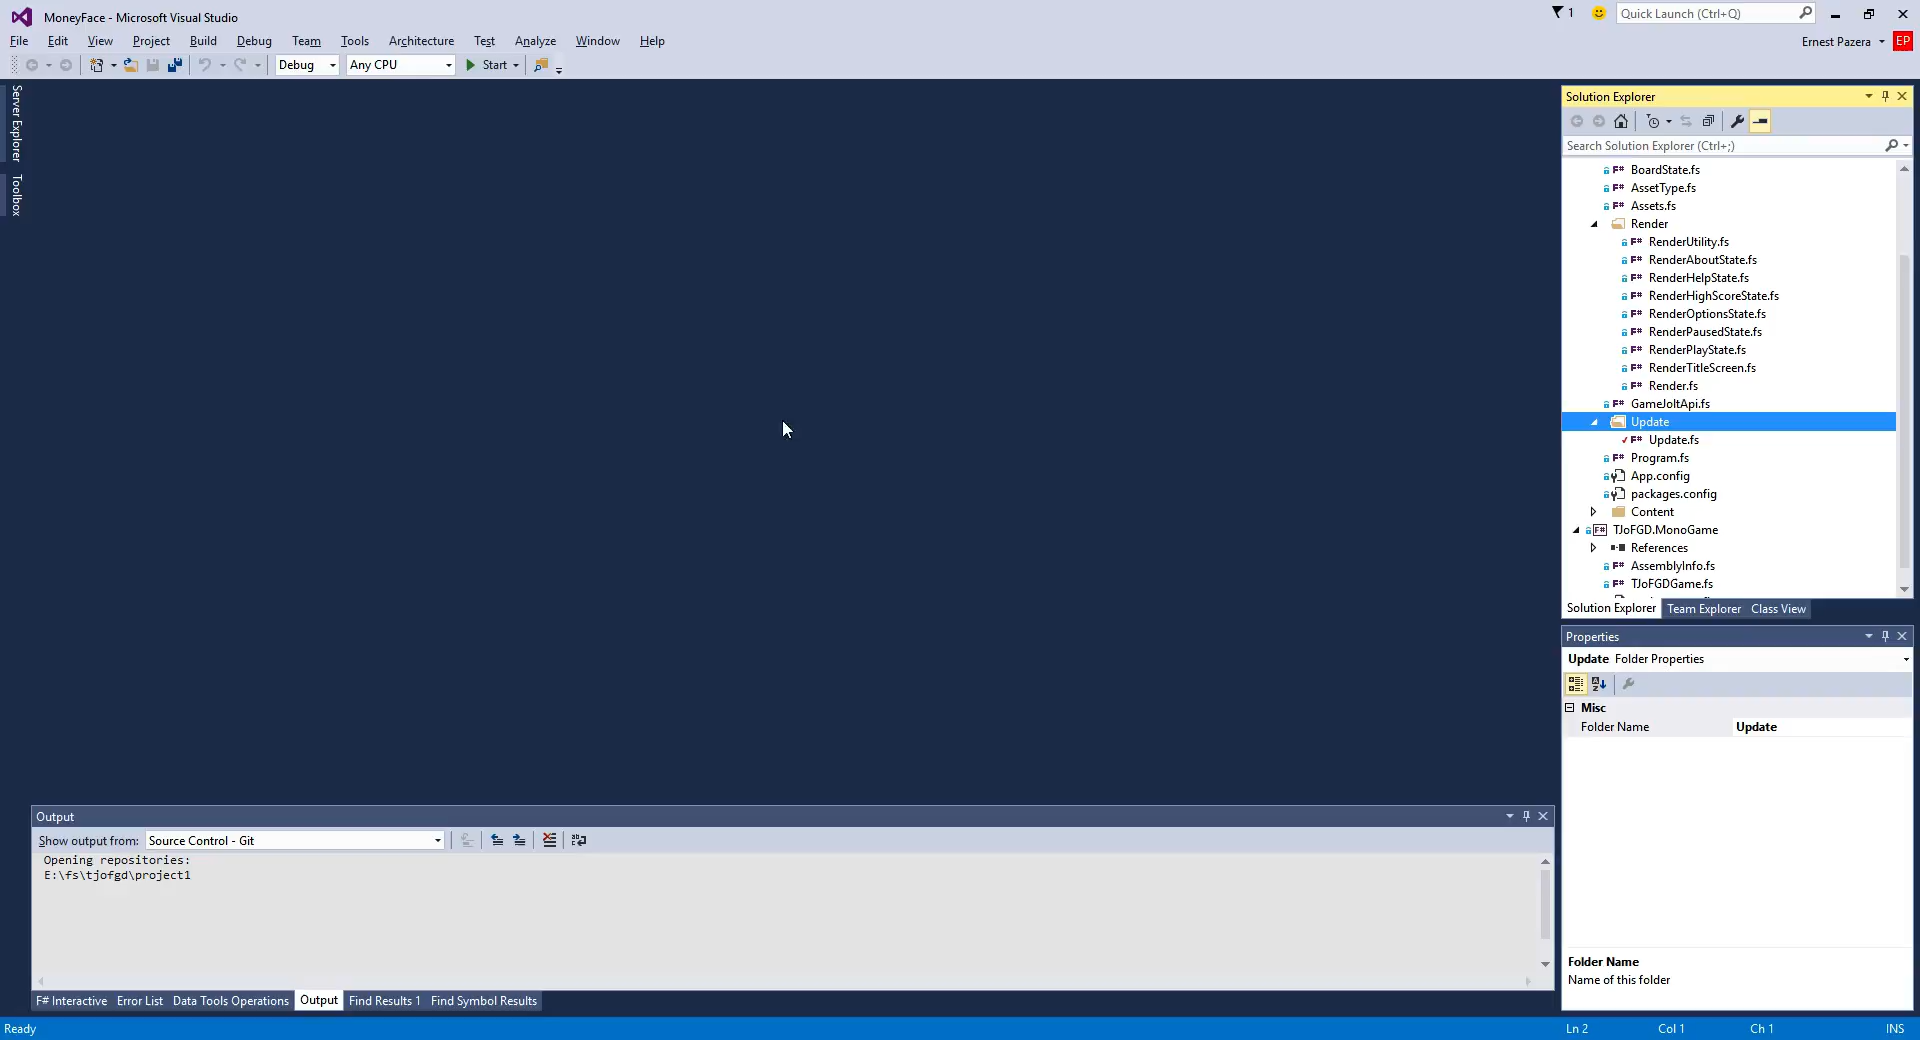 MoneyFace - Microsoft Visual Studio
1
Quick Launch (Ctrl+Q)
File Edit View Project Build Debug Team Tools Architecture Test Analyze Window Help
Ernest Pazera EP
Debug Any CPU Start
Server Explorer
Toolbox
Solution Explorer
Search Solution Explorer (Ctrl+;)
F# BoardState.fs
F# AssetType.fs
F# Assets.fs
Render
F# RenderUtility.fs
F# RenderAboutState.fs
F# RenderHelpState.fs
F# RenderHighScoreState.fs
F# RenderOptionsState.fs
F# RenderPausedState.fs
F# RenderPlayState.fs
F# RenderTitleScreen.fs
F# Render.fs
F# GameJoltApi.fs
Update
F# Update.fs
F# Program.fs
App.config
packages.config
Content
F# TJoFGD.MonoGame
References
F# AssemblyInfo.fs
F# TJoFGDGame.fs
Solution Explorer Team Explorer Class View
Properties
Update Folder Properties
Misc
Folder Name Update
Folder Name
Name of this folder
Output
Show output from: Source Control - Git
Opening repositories:
E:\fs\tjofgd\project1
F# Interactive Error List Data Tools Operations Output Find Results 1 Find Symbol Results
Ready Ln 2 Col 1 Ch 1 INS